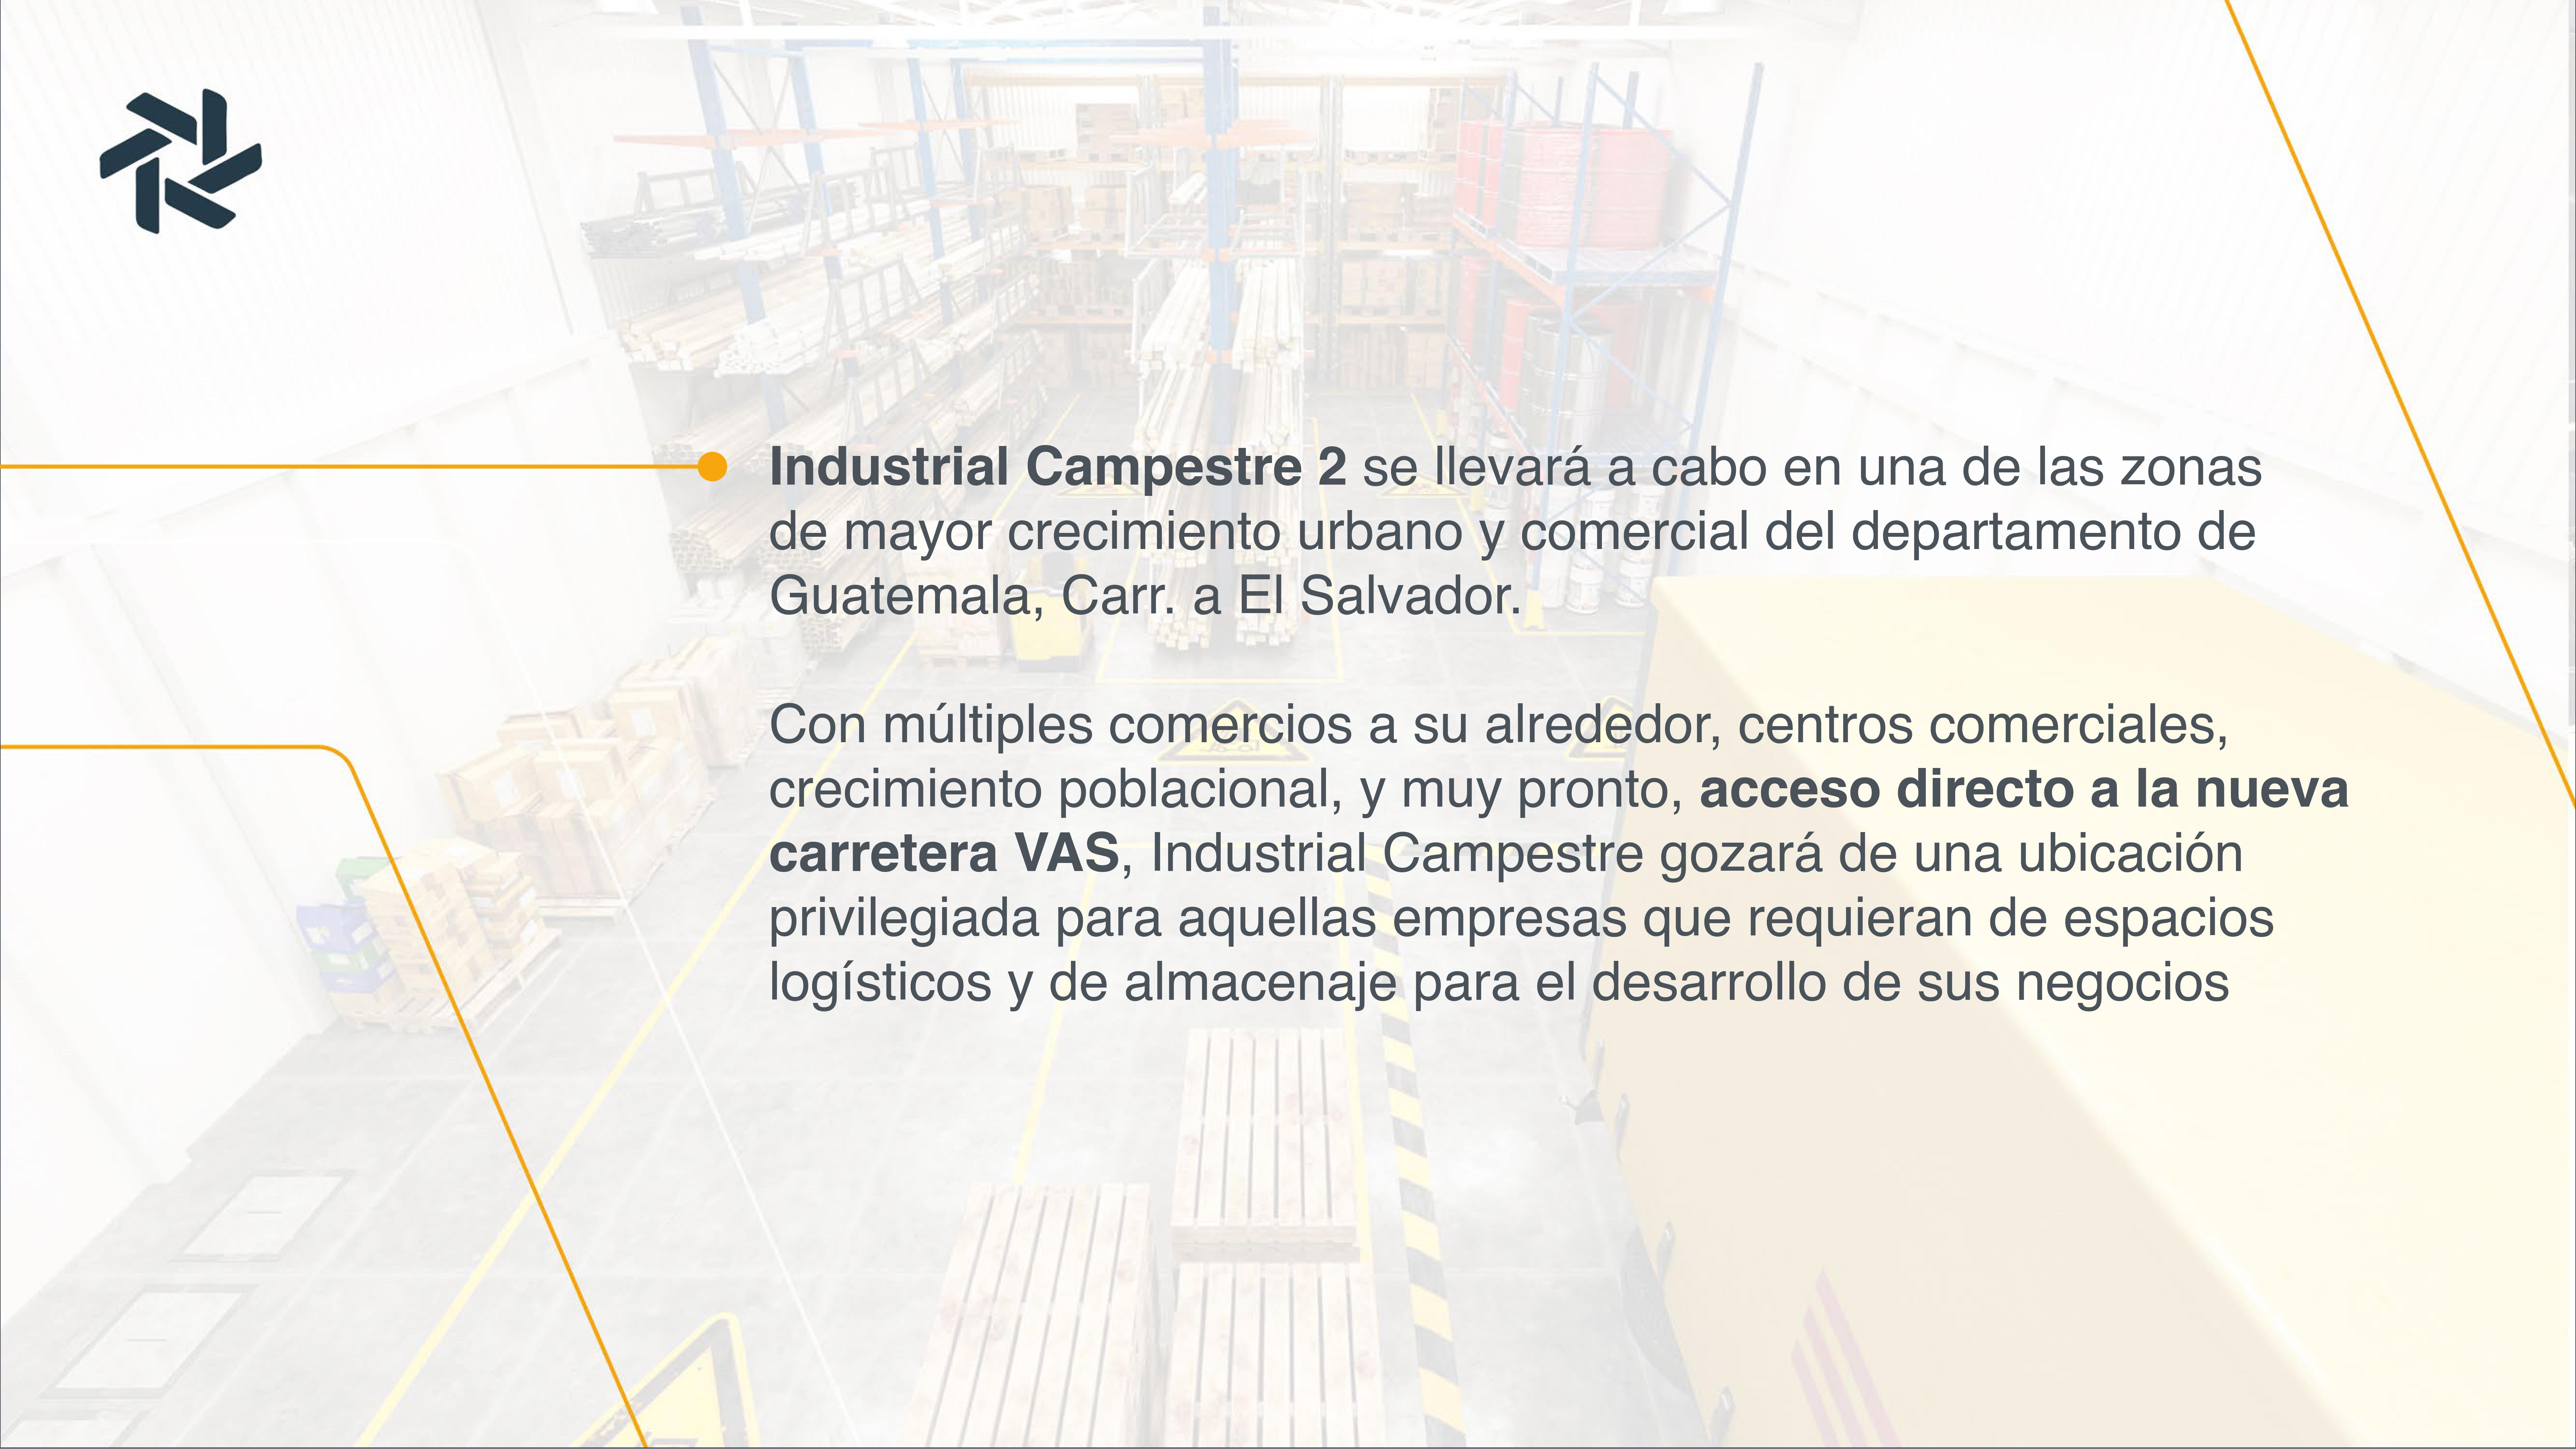 Industrial Campestre 2 se llevará a cabo en una de las zonas
de mayor crecimiento urbano y comercial del departamento de
Guatemala, Carr. a El Salvador.
Con múltiples comercios a su alrededor, centros comerciales,
crecimiento poblacional, y muy pronto, acceso directo a la nueva
carretera VAS, Industrial Campestre gozará de una ubicación
privilegiada para aquellas empresas que requieran de espacios
logísticos y de almacenaje para el desarrollo de sus negocios